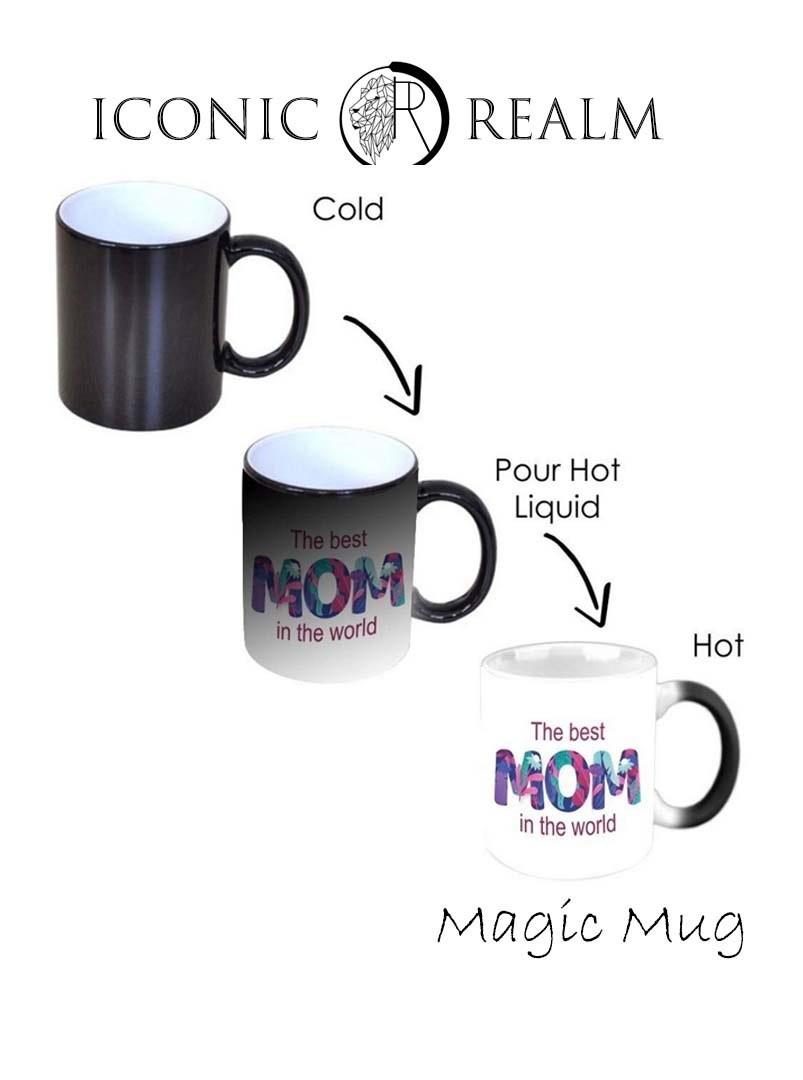 ICONIC REALM
Cold
Pour Hot
Liquid
The best
MOM
in the world
Hot
The best
MOM
in the world
Magic Mug